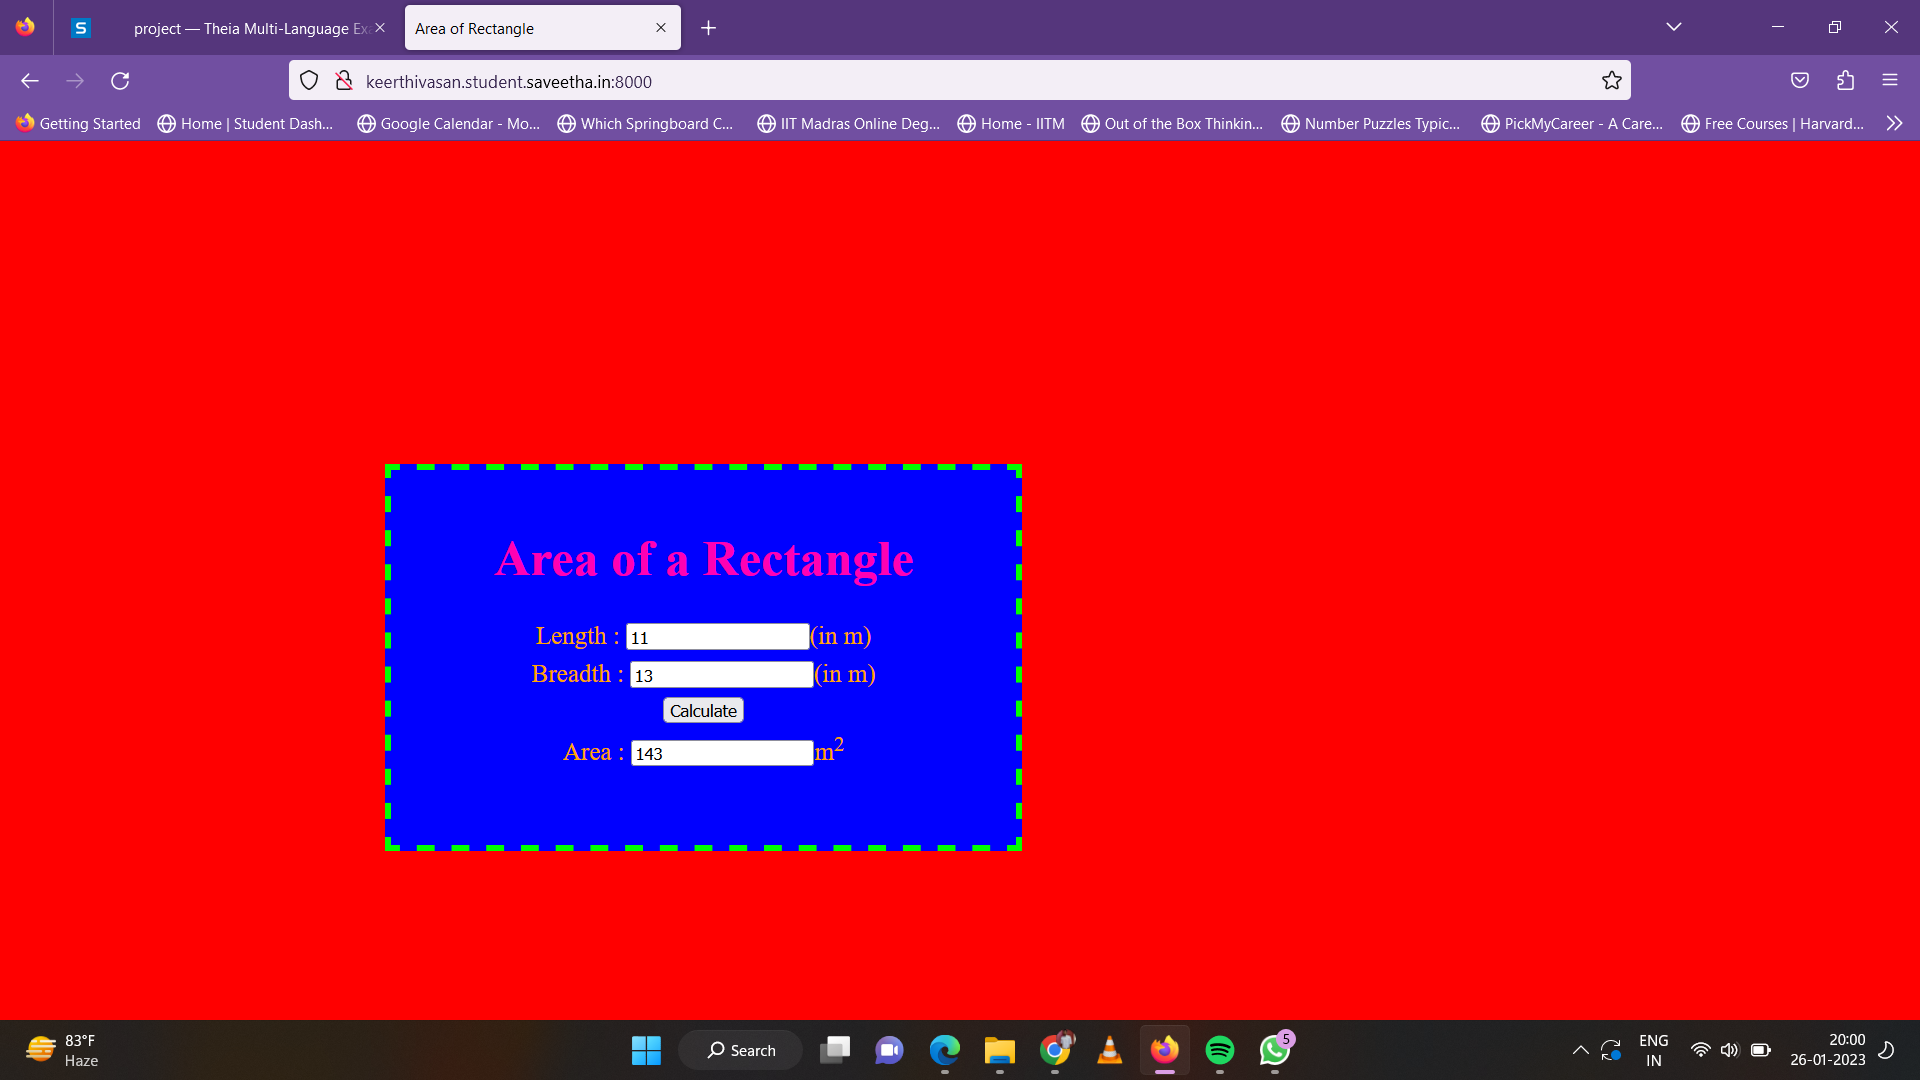 project — Theia Multi-Language Ex
Area of Rectangle
keerthivasan.student.saveetha.in:8000
Getting Started
Home | Student Dash...
Google Calendar - Mo...
Which Springboard C...
IIT Madras Online Deg...
Home - IITM
Out of the Box Thinkin...
Number Puzzles Typic...
PickMyCareer - A Care...
Free Courses | Harvard...
Area of a Rectangle
Length : 11 (in m)
Breadth : 13 (in m)
Calculate
Area : 143 m²
83°F
Haze
Search
5
ENG
IN
20:00
26-01-2023